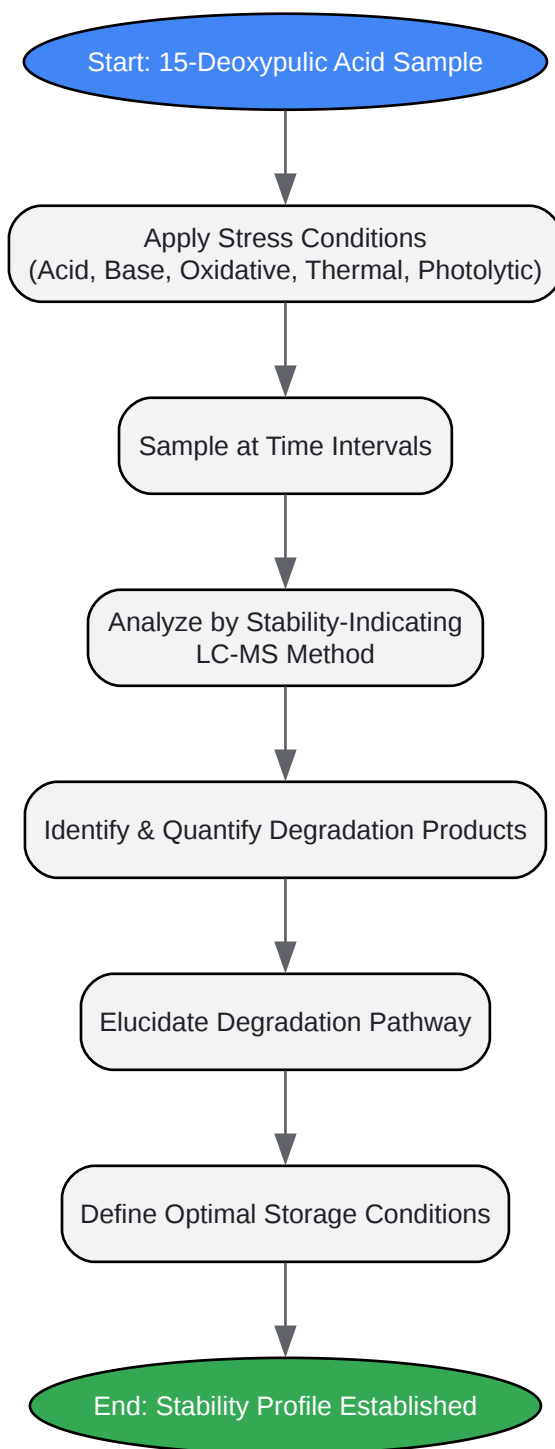 Start: 15-Deoxypulic Acid Sample
Apply Stress Conditions
(Acid, Base, Oxidative, Thermal, Photolytic)
Sample at Time Intervals
Analyze by Stability-Indicating
LC-MS Method
Identify & Quantify Degradation Products
Elucidate Degradation Pathway
Define Optimal Storage Conditions
End: Stability Profile Established